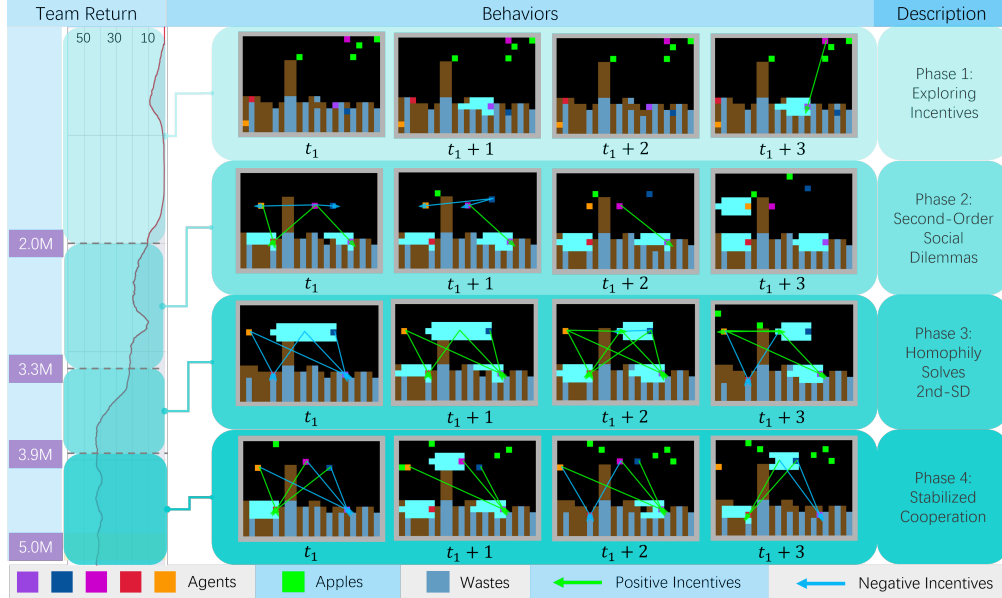 Team Return
Behaviors
Description
50 30 10
Phase 1:
Exploring
Incentives
t₁
t₁ + 1
t₁ + 2
t₁ + 3
2.0M
Phase 2:
Second-Order
Social
Dilemmas
t₁
t₁ + 1
t₁ + 2
t₁ + 3
3.3M
Phase 3:
Homophily
Solves
2nd-SD
t₁
t₁ + 1
t₁ + 2
t₁ + 3
3.9M
Phase 4:
Stabilized
Cooperation
t₁
t₁ + 1
t₁ + 2
t₁ + 3
5.0M
Agents
Apples
Wastes
Positive Incentives
Negative Incentives